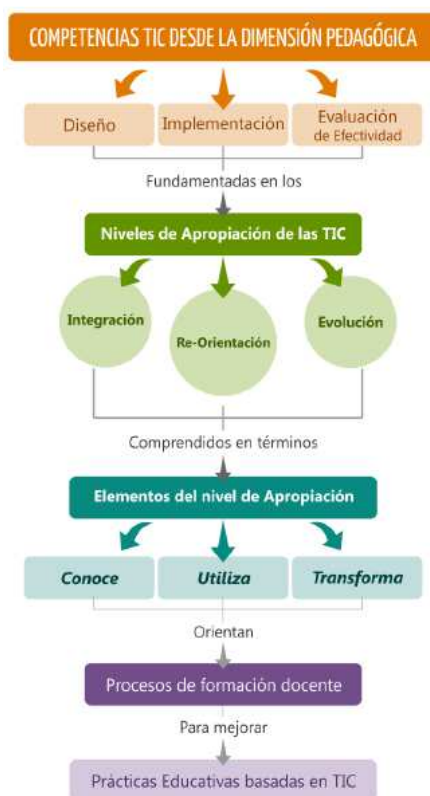 COMPETENCIAS TIC DESDE LA DIMENSIÓN PEDAGÓGICA
Diseño
Implementación
Evaluación
de Efectividad
Fundamentadas en los
Niveles de Apropiación de las TIC
Integración
Re-Orientación
Evolución
Comprendidos en términos
Elementos del nivel de Apropiación
Conoce
Utiliza
Transforma
Orientan
Procesos de formación docente
Para mejorar
Prácticas Educativas basadas en TIC